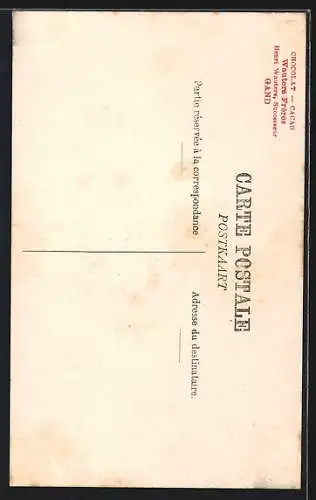 CHOCOLAT — CACAO
Wauters Frères
Henri Wauters, Successeur
GAND
CARTE POSTALE
POSTKAART
Partie réservée à la correspondance
Adresse du destinataire.